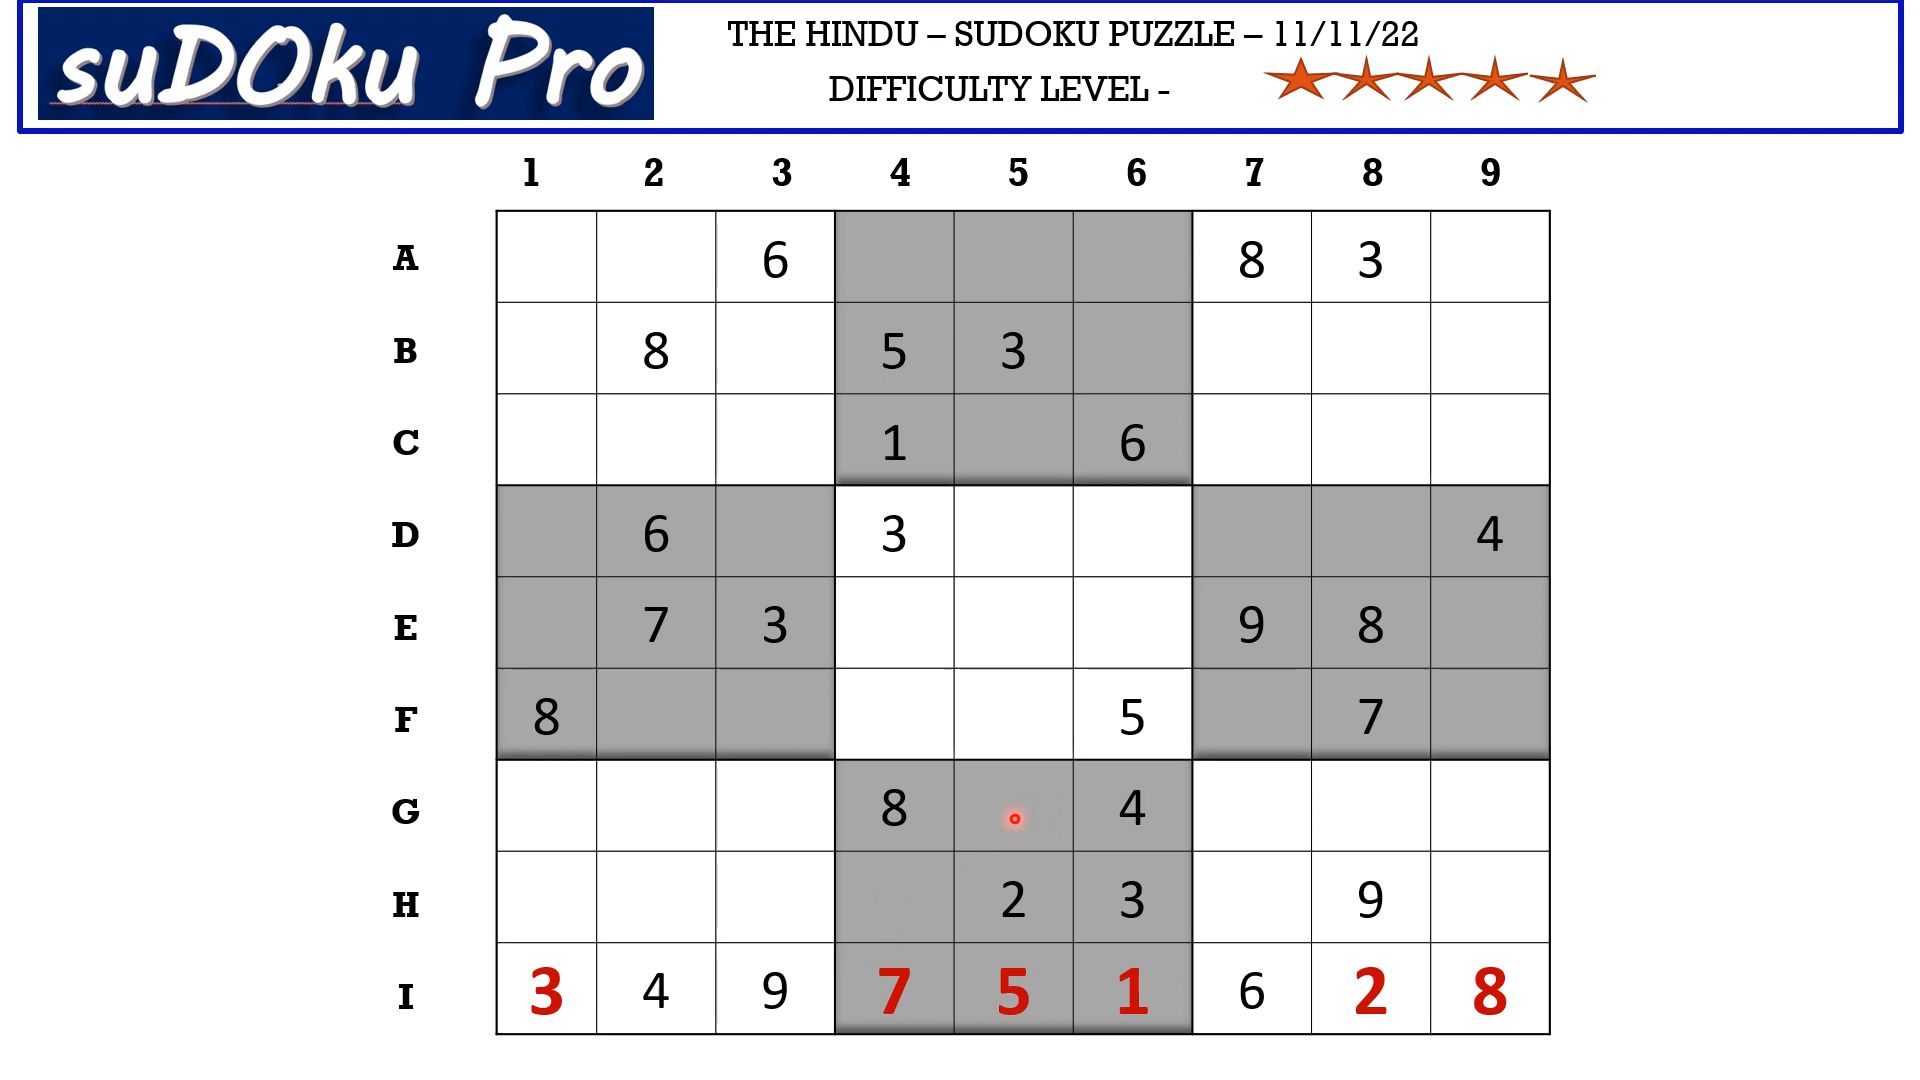 suDOku Pro
THE HINDU – SUDOKU PUZZLE – 11/11/22
DIFFICULTY LEVEL -
1 2 3 4 5 6 7 8 9
A 6 8 3
B 8 5 3
C 1 6
D 6 3 4
E 7 3 9 8
F 8 5 7
G 8 4
H 2 3 9
I 3 4 9 7 5 1 6 2 8